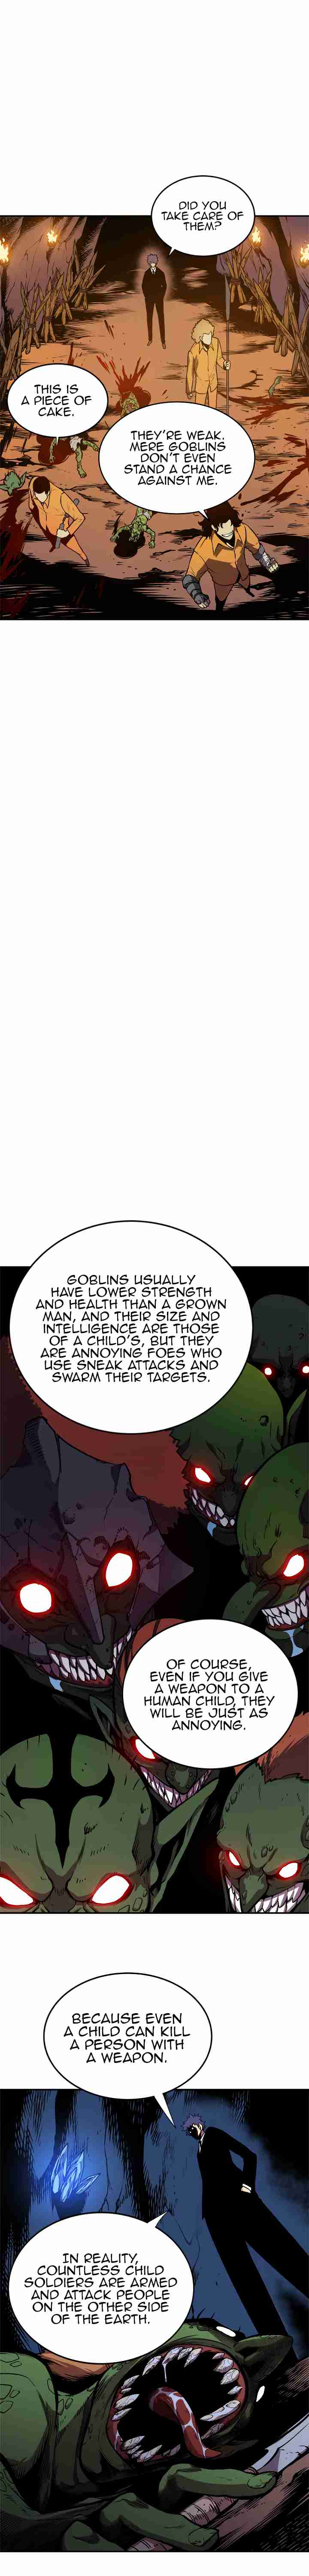 DID YOU
TAKE CARE OF
THEM?
THIS IS
A PIECE OF
CAKE.
THEY'RE WEAK.
MERE GOBLINS
DON'T EVEN
STAND A CHANCE
AGAINST ME.
GOBLINS USUALLY
HAVE LOWER STRENGTH
AND HEALTH THAN A GROWN
MAN, AND THEIR SIZE AND
INTELLIGENCE ARE THOSE
OF A CHILD'S, BUT THEY
ARE ANNOYING FOES WHO
USE SNEAK ATTACKS AND
SWARM THEIR TARGETS.
OF COURSE,
EVEN IF YOU GIVE
A WEAPON TO A
HUMAN CHILD, THEY
WILL BE JUST AS
ANNOYING.
BECAUSE EVEN
A CHILD CAN KILL
A PERSON WITH
A WEAPON.
IN REALITY,
COUNTLESS CHILD
SOLDIERS ARE ARMED
AND ATTACK PEOPLE
ON THE OTHER SIDE
OF THE EARTH.